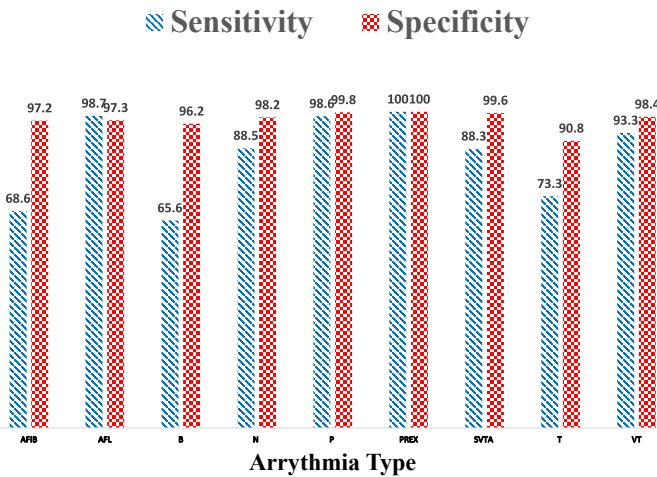 Sensitivity Specificity
68.6 97.2 98.7 97.3 65.6 96.2 88.5 98.2 98.6 99.8 100 100 88.3 99.6 73.3 90.8 93.3 98.4
AFIB AFL B N P PREX SVTA T VT
Arrythmia Type